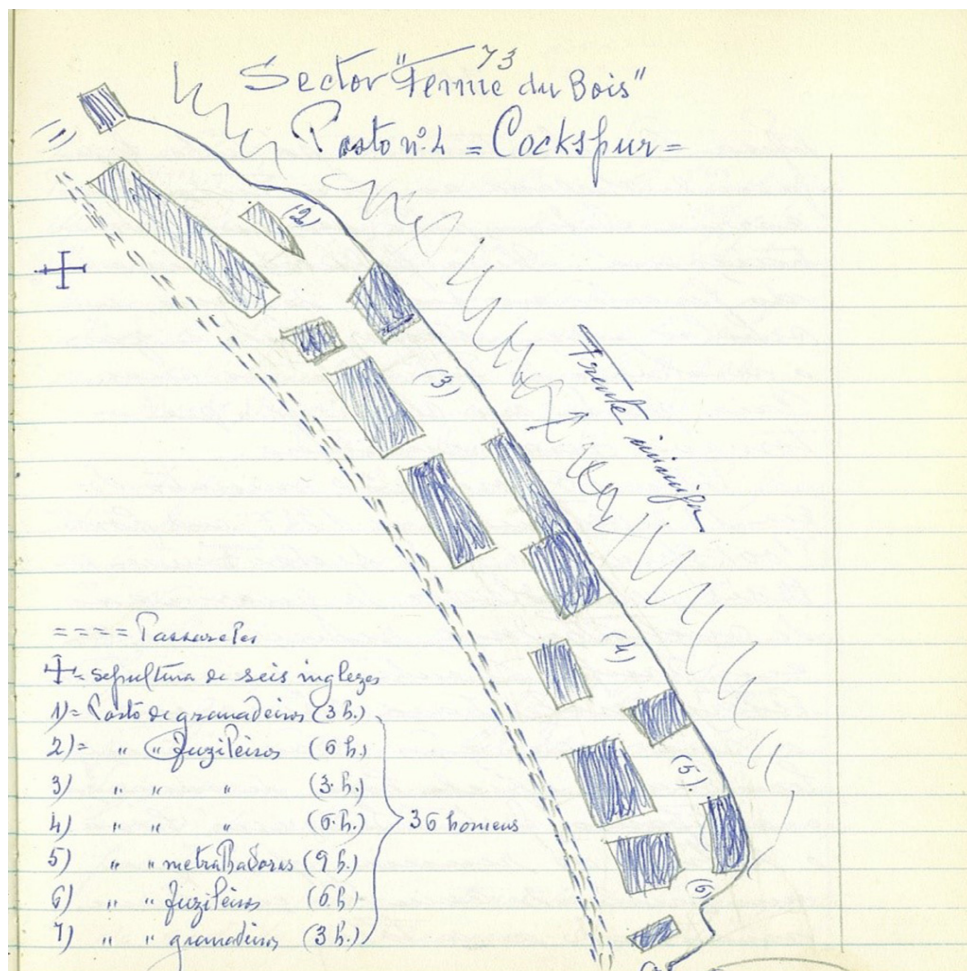 73
Sector "Ferme du Bois"
Posto nº 4 = Cockspur =
(2)
(3)
Frente inimiga
(4)
(5).
(6)
==== Passarelas
= sepultura de seis inglezes
1) = Posto de granadeiros (3 h.)
2) = " " fuzileiros (6 h.)
3) " " " (3 h.)
4) " " " (6 h.)
5) " " metralhadoras (9 h.)
6) " " fuzileiros (6 h.)
7) " " granadeiros (3 h.)
36 homens